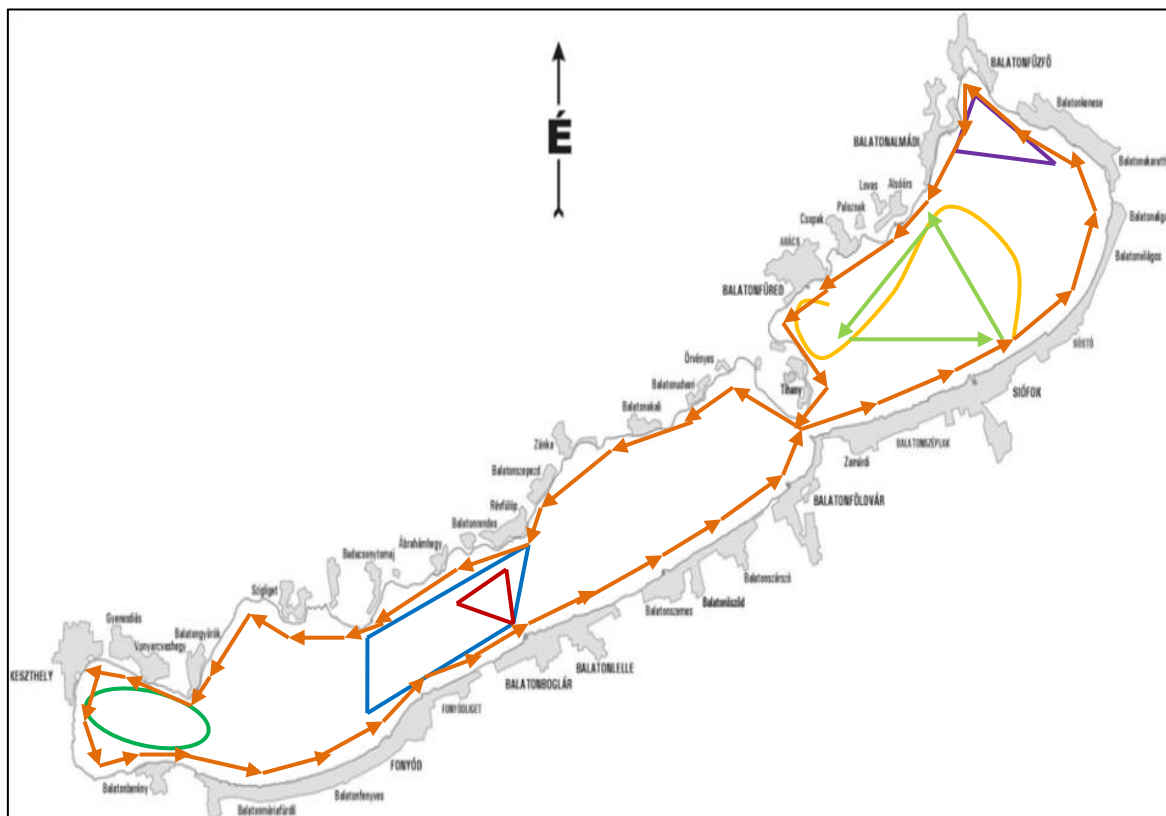 BALATONFŰZFŐ
É
Balatonkenese
BALATONALMÁDI
Balatonakaratt
Lovas
Alsóörs
Paloznak
Csopak
Balatonaliga
ARÁCS
Balatonvilágos
BALATONFÜRED
SÓSTÓ
Örvényes
Tihany
SIÓFOK
Balatonudvari
Balatonakali
BALATONSZÉPLAK
Zánka
Zamárdi
Balatonszepezd
BALATONFÖLDVÁR
Révfülöp
Balatonrendes
Ábrahámhegy
Badacsonytomaj
Balatonszárszó
Szigliget
Balatonőszöd
Balatonszemes
Gyenesdiás
Vonyarcvashegy
Balatongyörök
BALATONLELLE
KESZTHELY
BALATONBOGLÁR
FONYÓDLIGET
FONYÓD
Balatonberény
Balatonfenyves
Balatonmáriafürdő